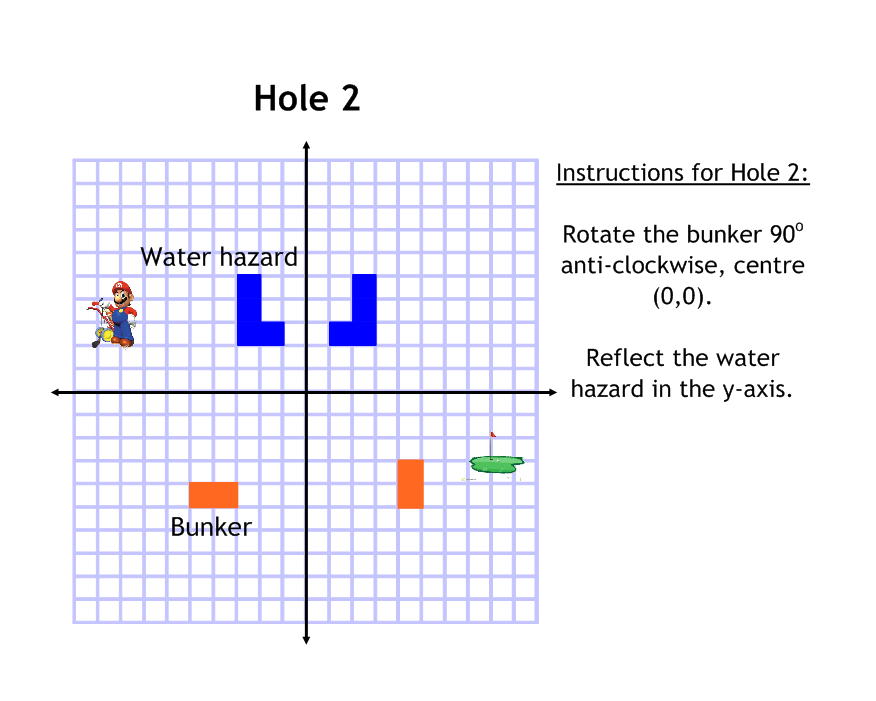 Hole 2
Instructions for Hole 2:
Rotate the bunker 90º
anti-clockwise, centre
(0,0).
Reflect the water
hazard in the y-axis.
Water hazard
Bunker